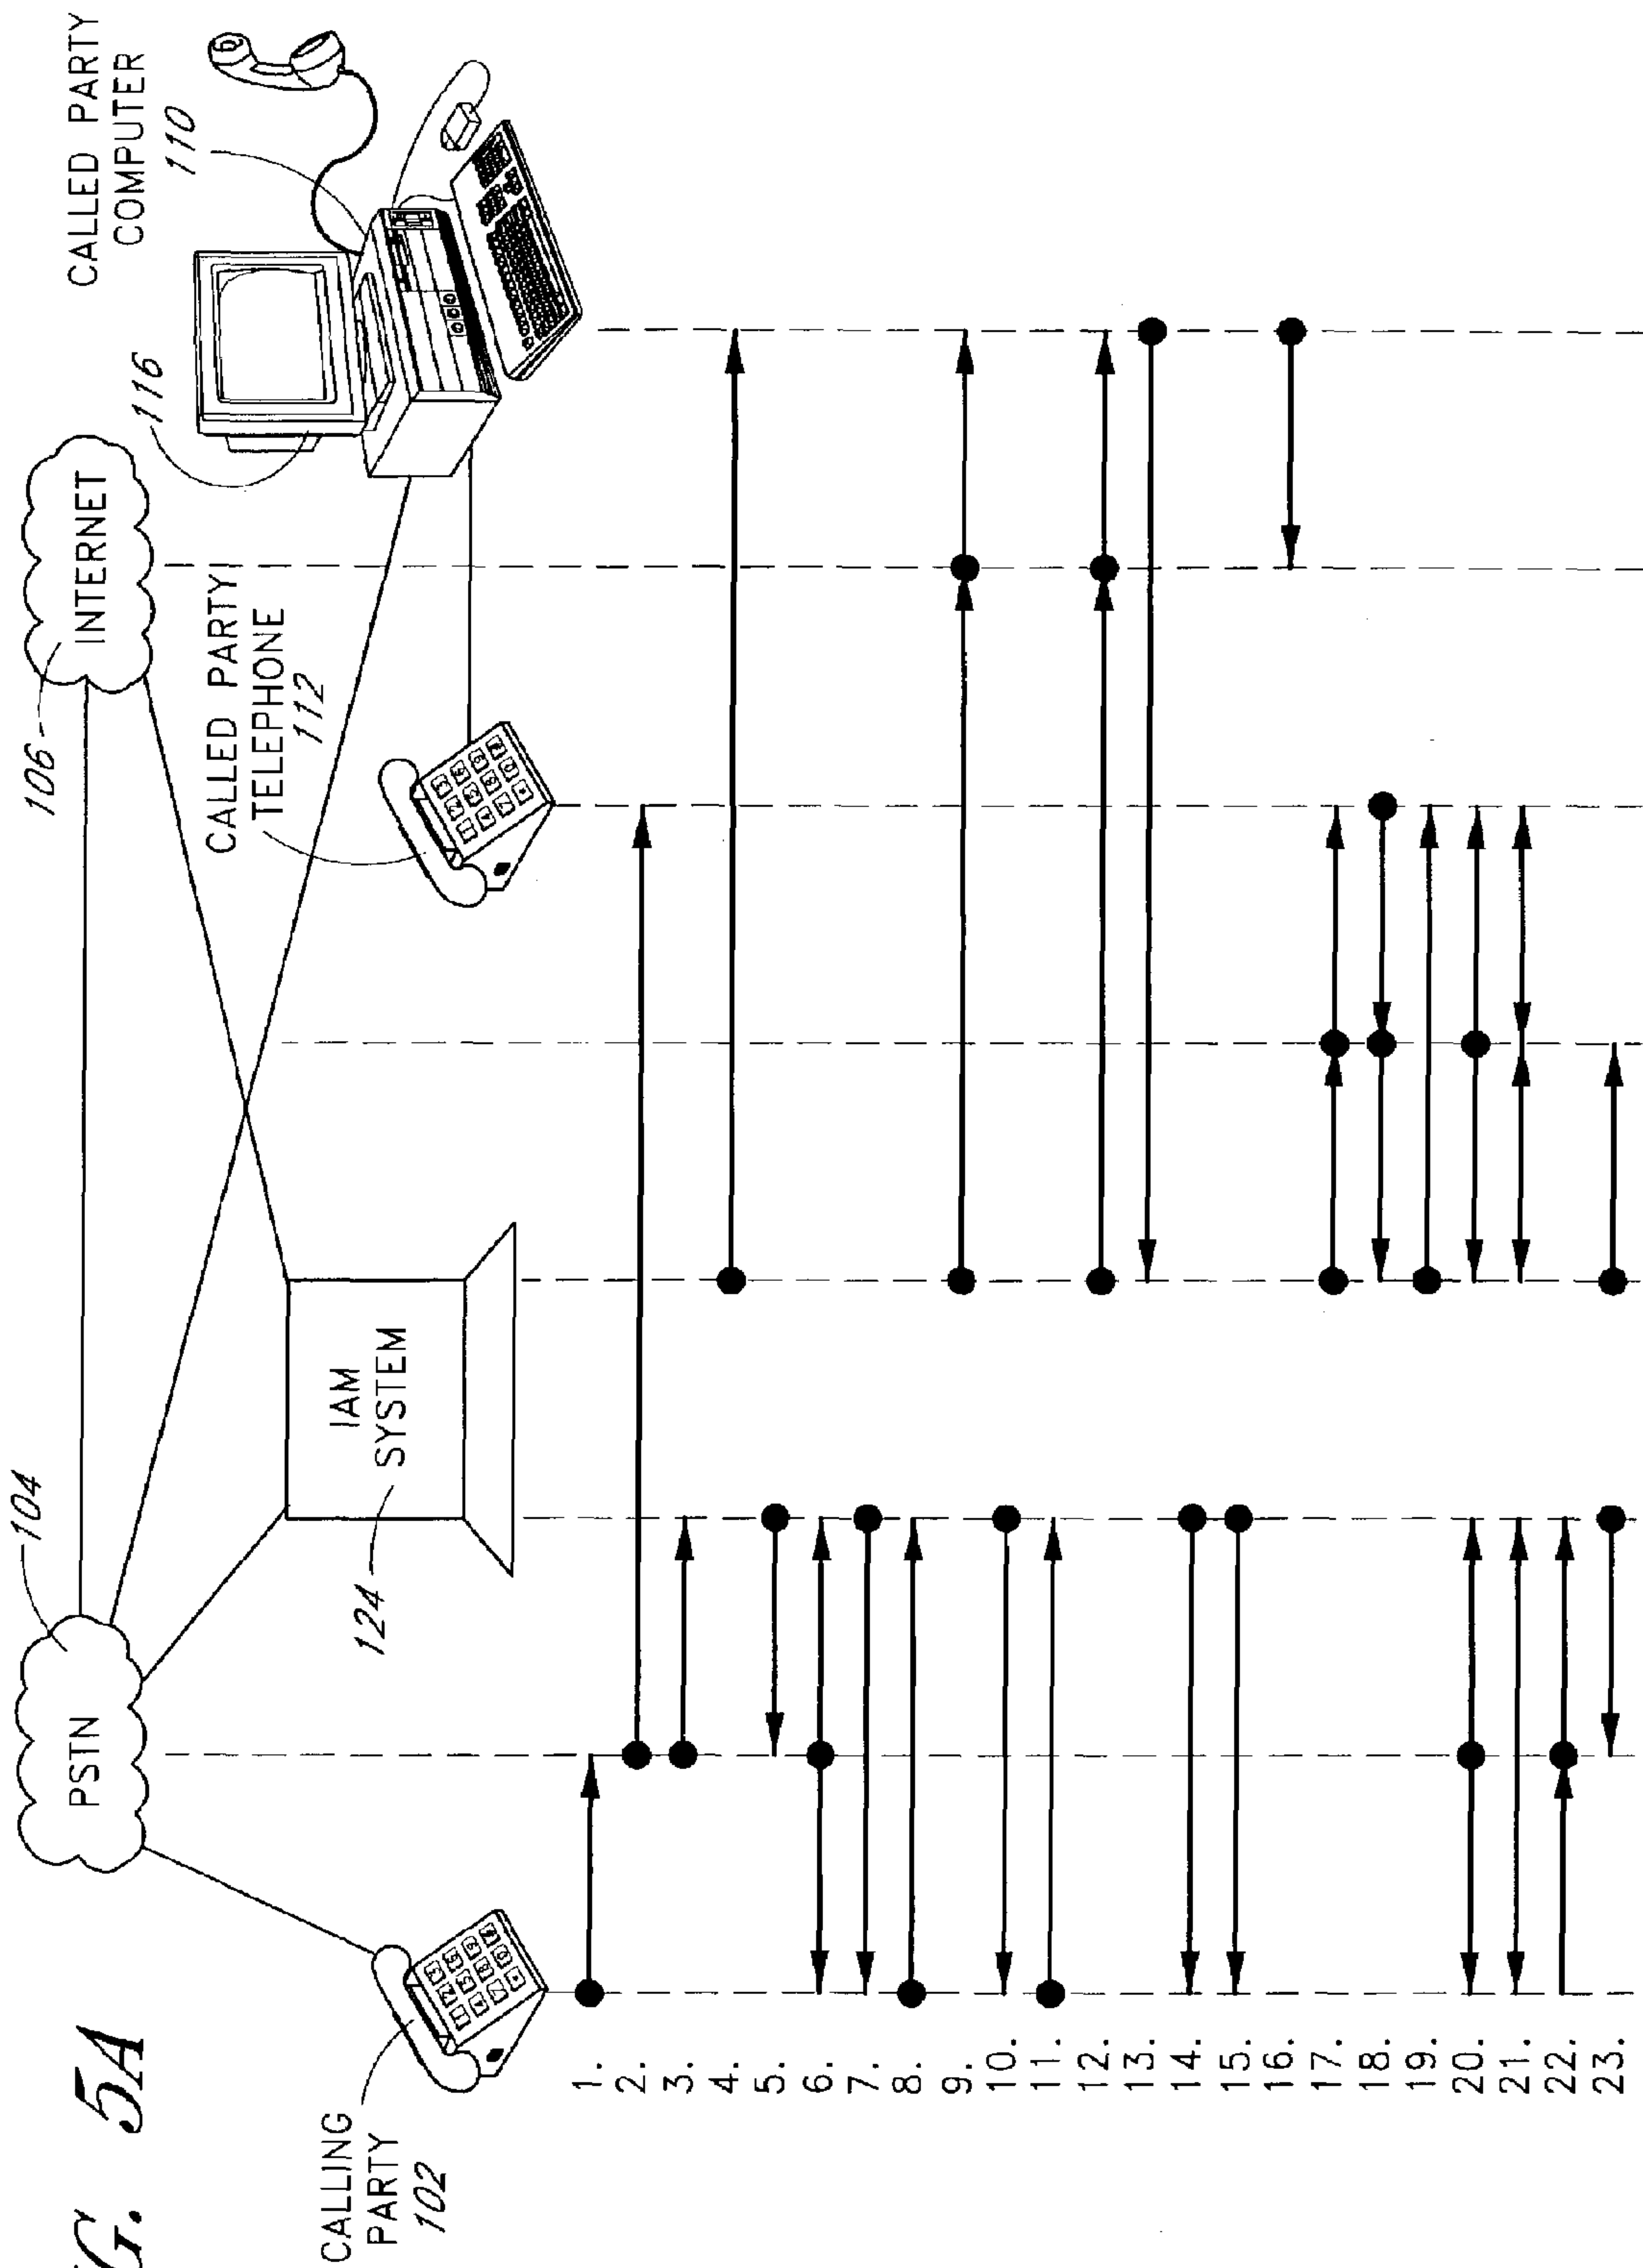 G. 5A
PSTN
104
INTERNET
106
CALLED PARTY
COMPUTER
110
116
CALLED PARTY
TELEPHONE
112
IAM
SYSTEM
124
CALLING
PARTY
102
1.
2.
3.
4.
5.
6.
7.
8.
9.
10.
11.
12.
13.
14.
15.
16.
17.
18.
19.
20.
21.
22.
23.